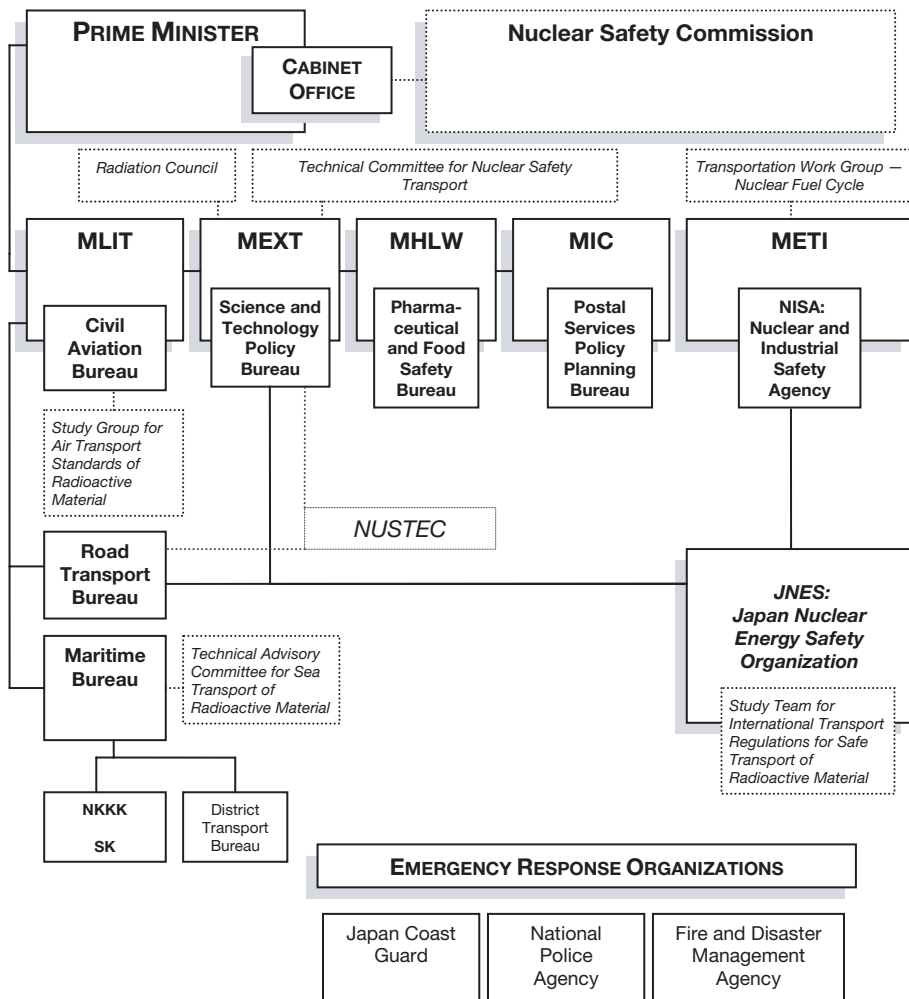 PRIME MINISTER
CABINET
OFFICE
Nuclear Safety Commission
Radiation Council
Technical Committee for Nuclear Safety
Transport
Transportation Work Group —
Nuclear Fuel Cycle
MLIT
MEXT
MHLW
MIC
METI
Civil
Aviation
Bureau
Science and
Technology
Policy
Bureau
Pharma-
ceutical
and Food
Safety
Bureau
Postal
Services
Policy
Planning
Bureau
NISA:
Nuclear and
Industrial
Safety
Agency
Study Group for
Air Transport
Standards of
Radioactive
Material
NUSTEC
Road
Transport
Bureau
JNES:
Japan Nuclear
Energy Safety
Organization
Maritime
Bureau
Technical Advisory
Committee for Sea
Transport of
Radioactive Material
Study Team for
International Transport
Regulations for Safe
Transport of
Radioactive Material
NKKK
SK
District
Transport
Bureau
EMERGENCY RESPONSE ORGANIZATIONS
Japan Coast
Guard
National
Police
Agency
Fire and Disaster
Management
Agency